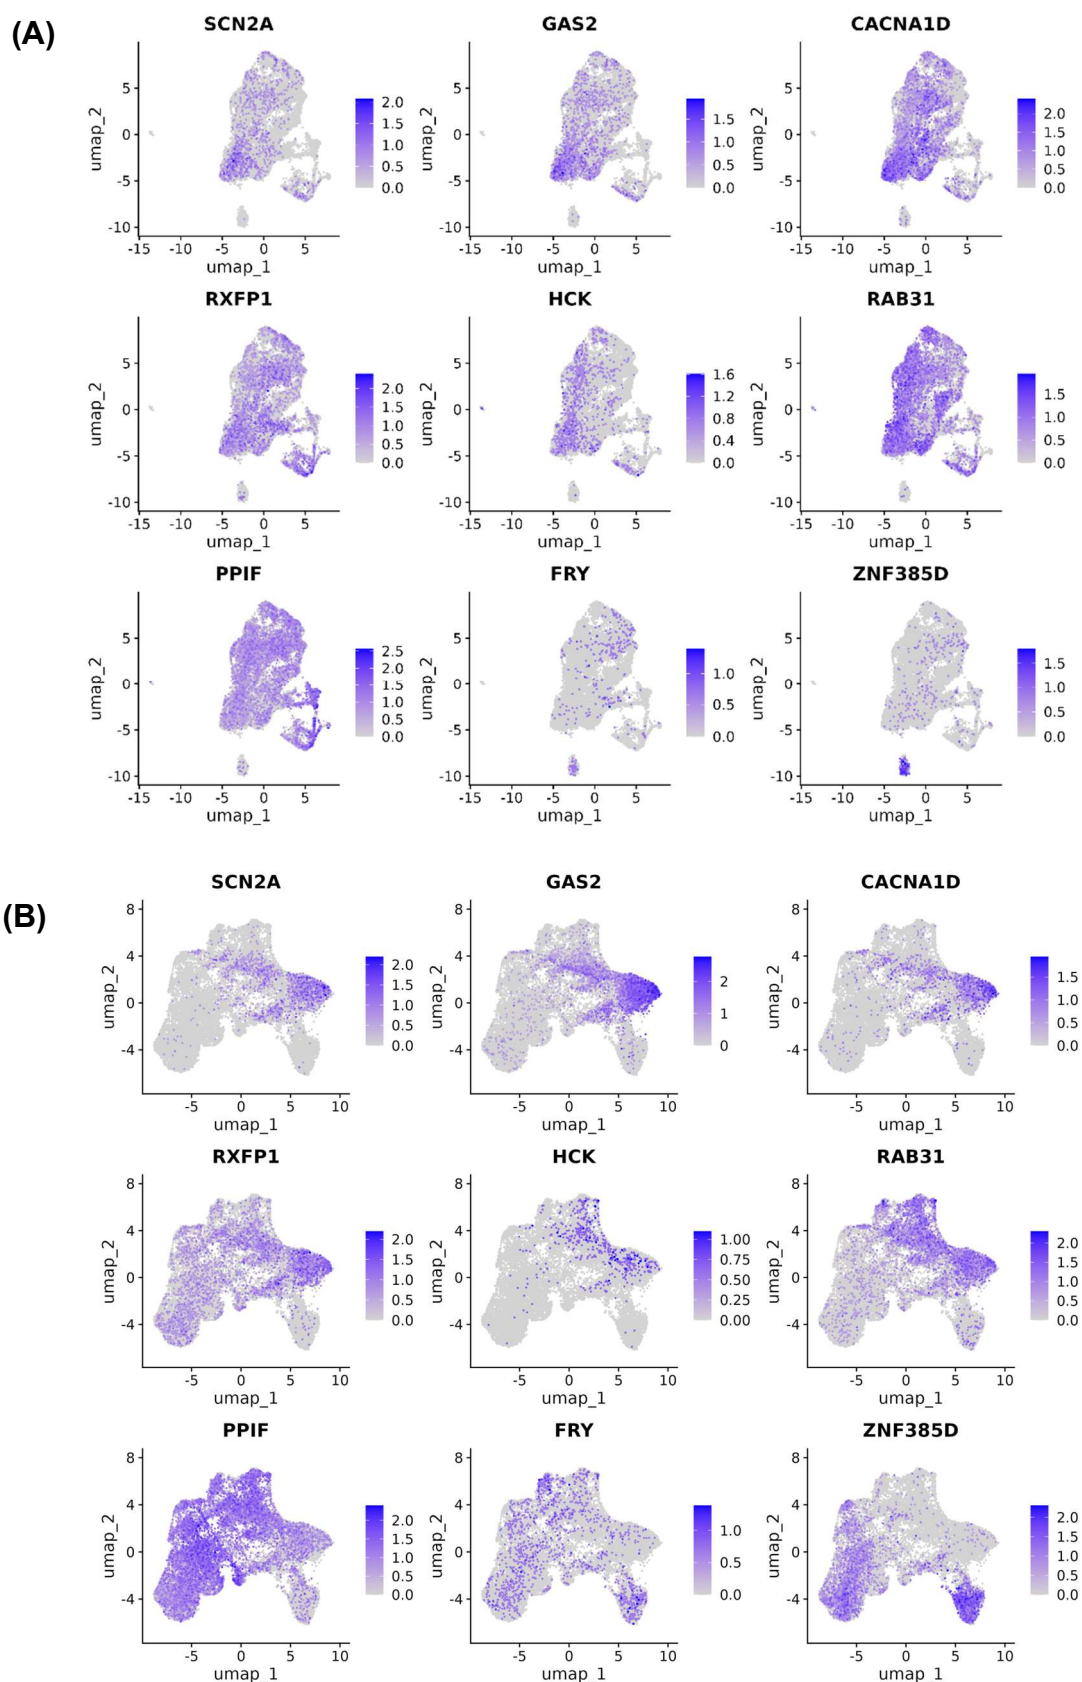 (A)
SCN2A GAS2 CACNA1D
umap_2 5 0 -5 -10 2.0 1.5 1.0 0.5 0.0 umap_2 5 0 -5 -10 1.5 1.0 0.5 0.0 umap_2 5 0 -5 -10 2.0 1.5 1.0 0.5 0.0
-15 -10 -5 0 5 -15 -10 -5 0 5 -15 -10 -5 0 5
umap_1 umap_1 umap_1
RXFP1 HCK RAB31
umap_2 5 0 -5 -10 2.0 1.5 1.0 0.5 0.0 umap_2 5 0 -5 -10 1.6 1.2 0.8 0.4 0.0 umap_2 5 0 -5 -10 1.5 1.0 0.5 0.0
-15 -10 -5 0 5 -15 -10 -5 0 5 -15 -10 -5 0 5
umap_1 umap_1 umap_1
PPIF FRY ZNF385D
umap_2 5 0 -5 -10 2.5 2.0 1.5 1.0 0.5 0.0 umap_2 5 0 -5 -10 1.0 0.5 0.0 umap_2 5 0 -5 -10 1.5 1.0 0.5 0.0
-15 -10 -5 0 5 -15 -10 -5 0 5 -15 -10 -5 0 5
umap_1 umap_1 umap_1
(B)
SCN2A GAS2 CACNA1D
umap_2 8 4 0 -4 2.0 1.5 1.0 0.5 0.0 umap_2 8 4 0 -4 2 1 0 umap_2 8 4 0 -4 1.5 1.0 0.5 0.0
-5 0 5 10 -5 0 5 10 -5 0 5 10
umap_1 umap_1 umap_1
RXFP1 HCK RAB31
umap_2 8 4 0 -4 2.0 1.5 1.0 0.5 0.0 umap_2 8 4 0 -4 1.00 0.75 0.50 0.25 0.00 umap_2 8 4 0 -4 2.0 1.5 1.0 0.5 0.0
-5 0 5 10 -5 0 5 10 -5 0 5 10
umap_1 umap_1 umap_1
PPIF FRY ZNF385D
umap_2 8 4 0 -4 2.0 1.5 1.0 0.5 0.0 umap_2 8 4 0 -4 1.0 0.5 0.0 umap_2 8 4 0 -4 2.0 1.5 1.0 0.5 0.0
-5 0 5 10 -5 0 5 10 -5 0 5 10
umap_1 umap_1 umap_1